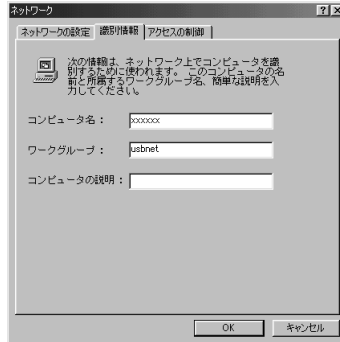 ネットワーク
ネットワークの設定 識別情報 アクセスの制御
次の情報は、ネットワーク上でコンピュータを識
別するために使われます。 このコンピュータの名
前と所属するワークグループ名、簡単な説明を入
力してください。
コンピュータ名： xxxxxx
ワークグループ： usbnet
コンピュータの説明：
OK キャンセル